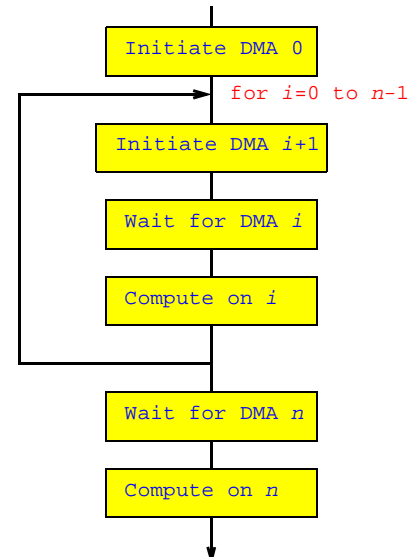 Initiate DMA 0
for i=0 to n-1
Initiate DMA i+1
Wait for DMA i
Compute on i
Wait for DMA n
Compute on n